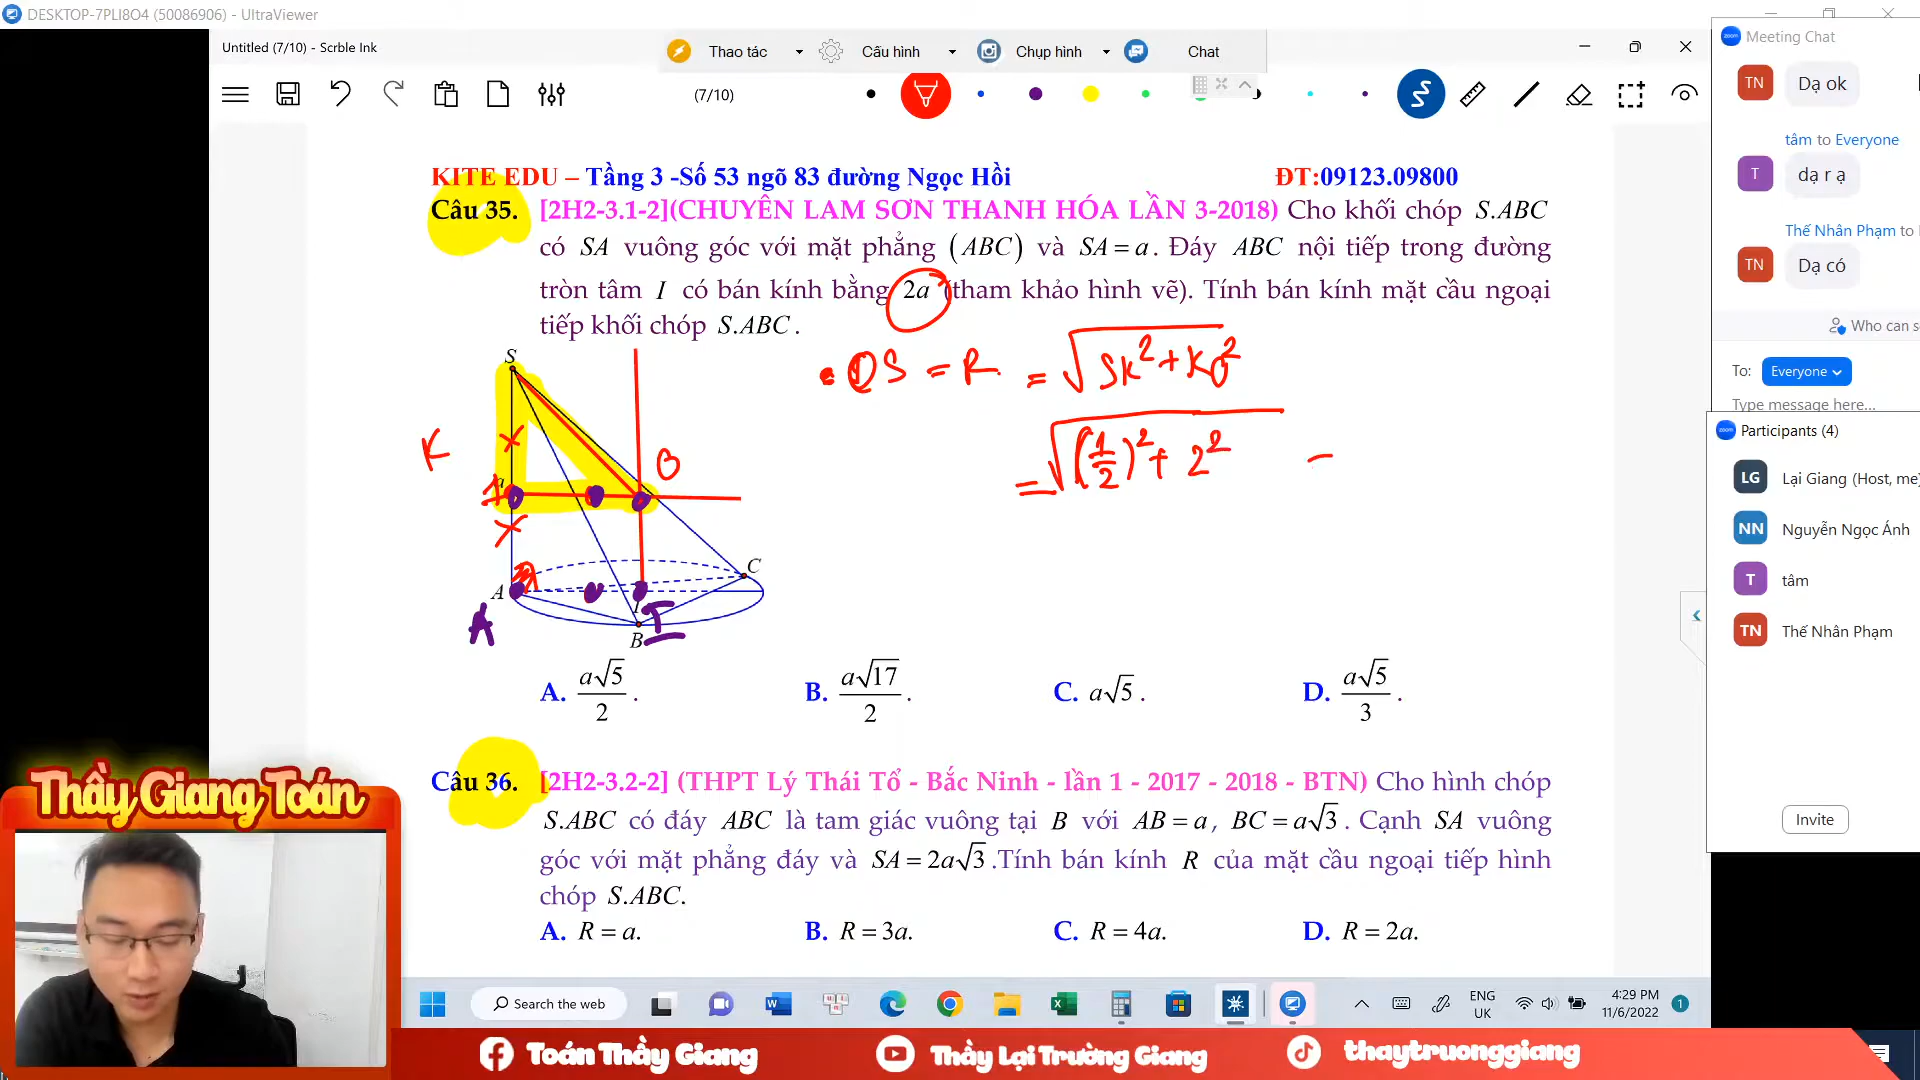 DESKTOP-7PLI8O4 (50086906) - UltraViewer
Untitled (7/10) - Scrble Ink
Thao tác
Cấu hình
Chụp hình
Chat
(7/10)
KITE EDU – Tầng 3 -Số 53 ngõ 83 đường Ngọc Hồi ĐT:09123.09800
Câu 35. [2H2-3.1-2](CHUYÊN LAM SƠN THANH HÓA LẦN 3-2018) Cho khối chóp S.ABC
có SA vuông góc với mặt phẳng (ABC) và SA = a. Đáy ABC nội tiếp trong đường
tròn tâm I có bán kính bằng 2a (tham khảo hình vẽ). Tính bán kính mặt cầu ngoại
tiếp khối chóp S.ABC.
OS = R = √(SK² + KO²)
= √((1/2)² + 2²) =
S
K
O
a
A
C
I
B
A
I
A. a√5/2. B. a√17/2. C. a√5. D. a√5/3.
Câu 36. [2H2-3.2-2] (THPT Lý Thái Tổ - Bắc Ninh - lần 1 - 2017 - 2018 - BTN) Cho hình chóp
S.ABC có đáy ABC là tam giác vuông tại B với AB = a, BC = a√3. Cạnh SA vuông
góc với mặt phẳng đáy và SA = 2a√3.Tính bán kính R của mặt cầu ngoại tiếp hình
chóp S.ABC.
A. R = a. B. R = 3a. C. R = 4a. D. R = 2a.
Meeting Chat
TN Dạ ok
tâm to Everyone
T dạ r ạ
Thế Nhân Phạm to
TN Dạ có
Who can s
To: Everyone
Type message here...
Participants (4)
LG Lại Giang (Host, me)
NN Nguyễn Ngọc Ánh
T tâm
TN Thế Nhân Phạm
Invite
Thầy Giang Toán
Search the web
ENG
UK
4:29 PM
11/6/2022
1
Toán Thầy Giang
Thầy Lại Trường Giang
thaytruonggiang